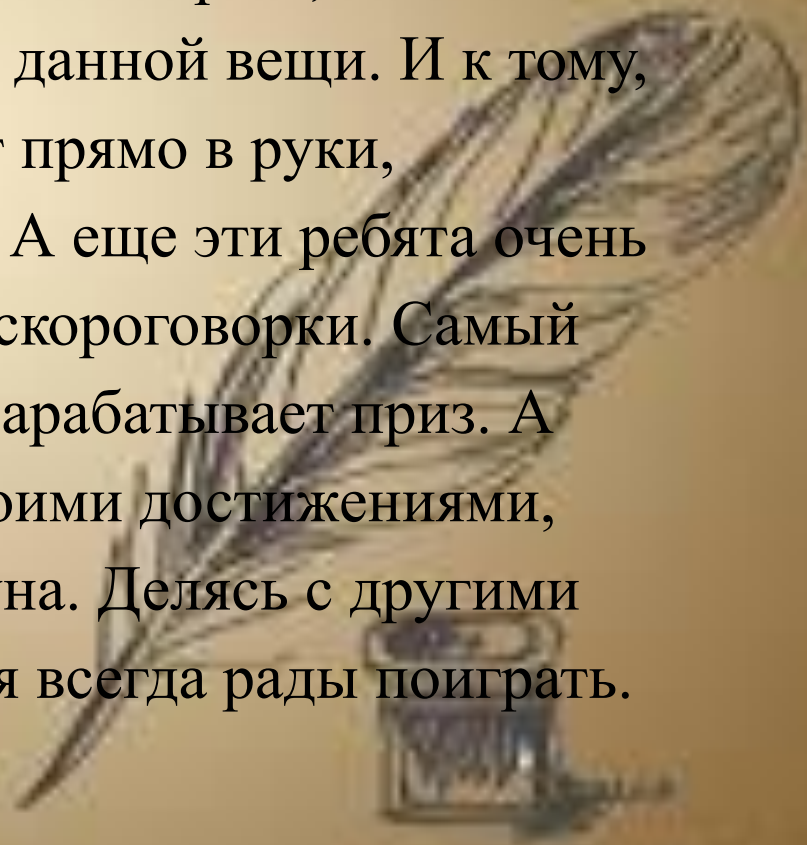 данной вещи. И к тому,
прямо в руки,
А еще эти ребята очень
скороговорки. Самый
арабатывает приз. А
оими достижениями,
на. Делясь с другими
я всегда рады поиграть.